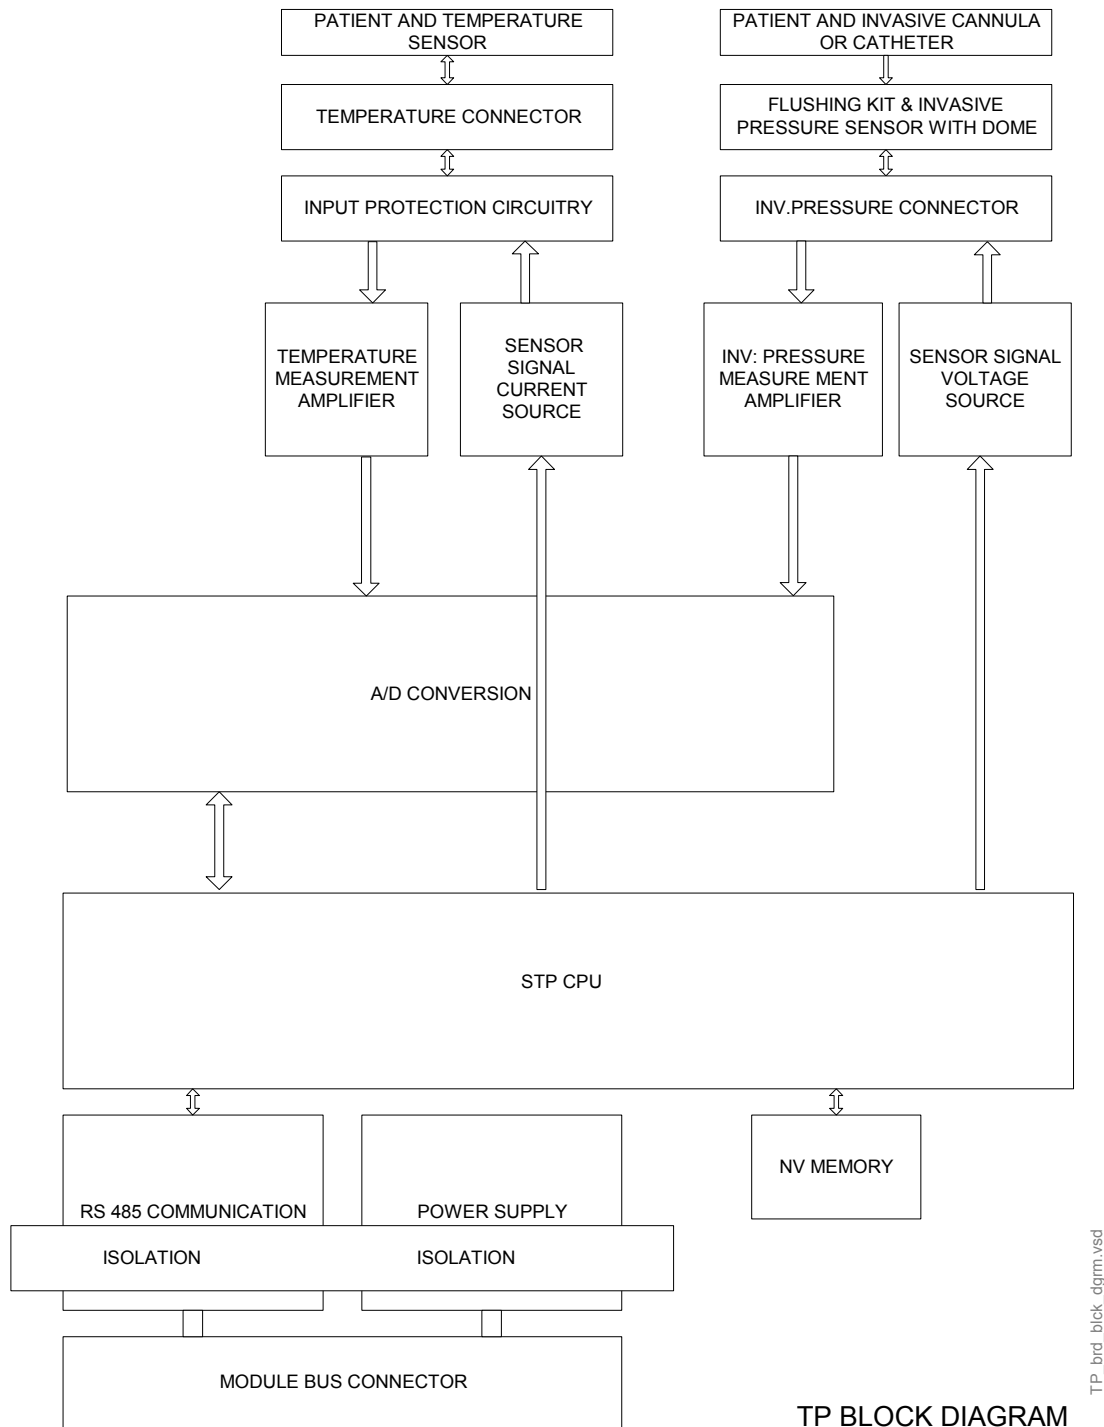 PATIENT AND TEMPERATURE
SENSOR
PATIENT AND INVASIVE CANNULA
OR CATHETER
TEMPERATURE CONNECTOR
FLUSHING KIT & INVASIVE
PRESSURE SENSOR WITH DOME
INPUT PROTECTION CIRCUITRY
INV.PRESSURE CONNECTOR
TEMPERATURE
MEASUREMENT
AMPLIFIER
SENSOR
SIGNAL
CURRENT
SOURCE
INV: PRESSURE
MEASURE MENT
AMPLIFIER
SENSOR SIGNAL
VOLTAGE
SOURCE
A/D CONVERSION
STP CPU
RS 485 COMMUNICATION
POWER SUPPLY
NV MEMORY
ISOLATION
ISOLATION
MODULE BUS CONNECTOR
TP BLOCK DIAGRAM
TP_brd_blck_dgrm.vsd